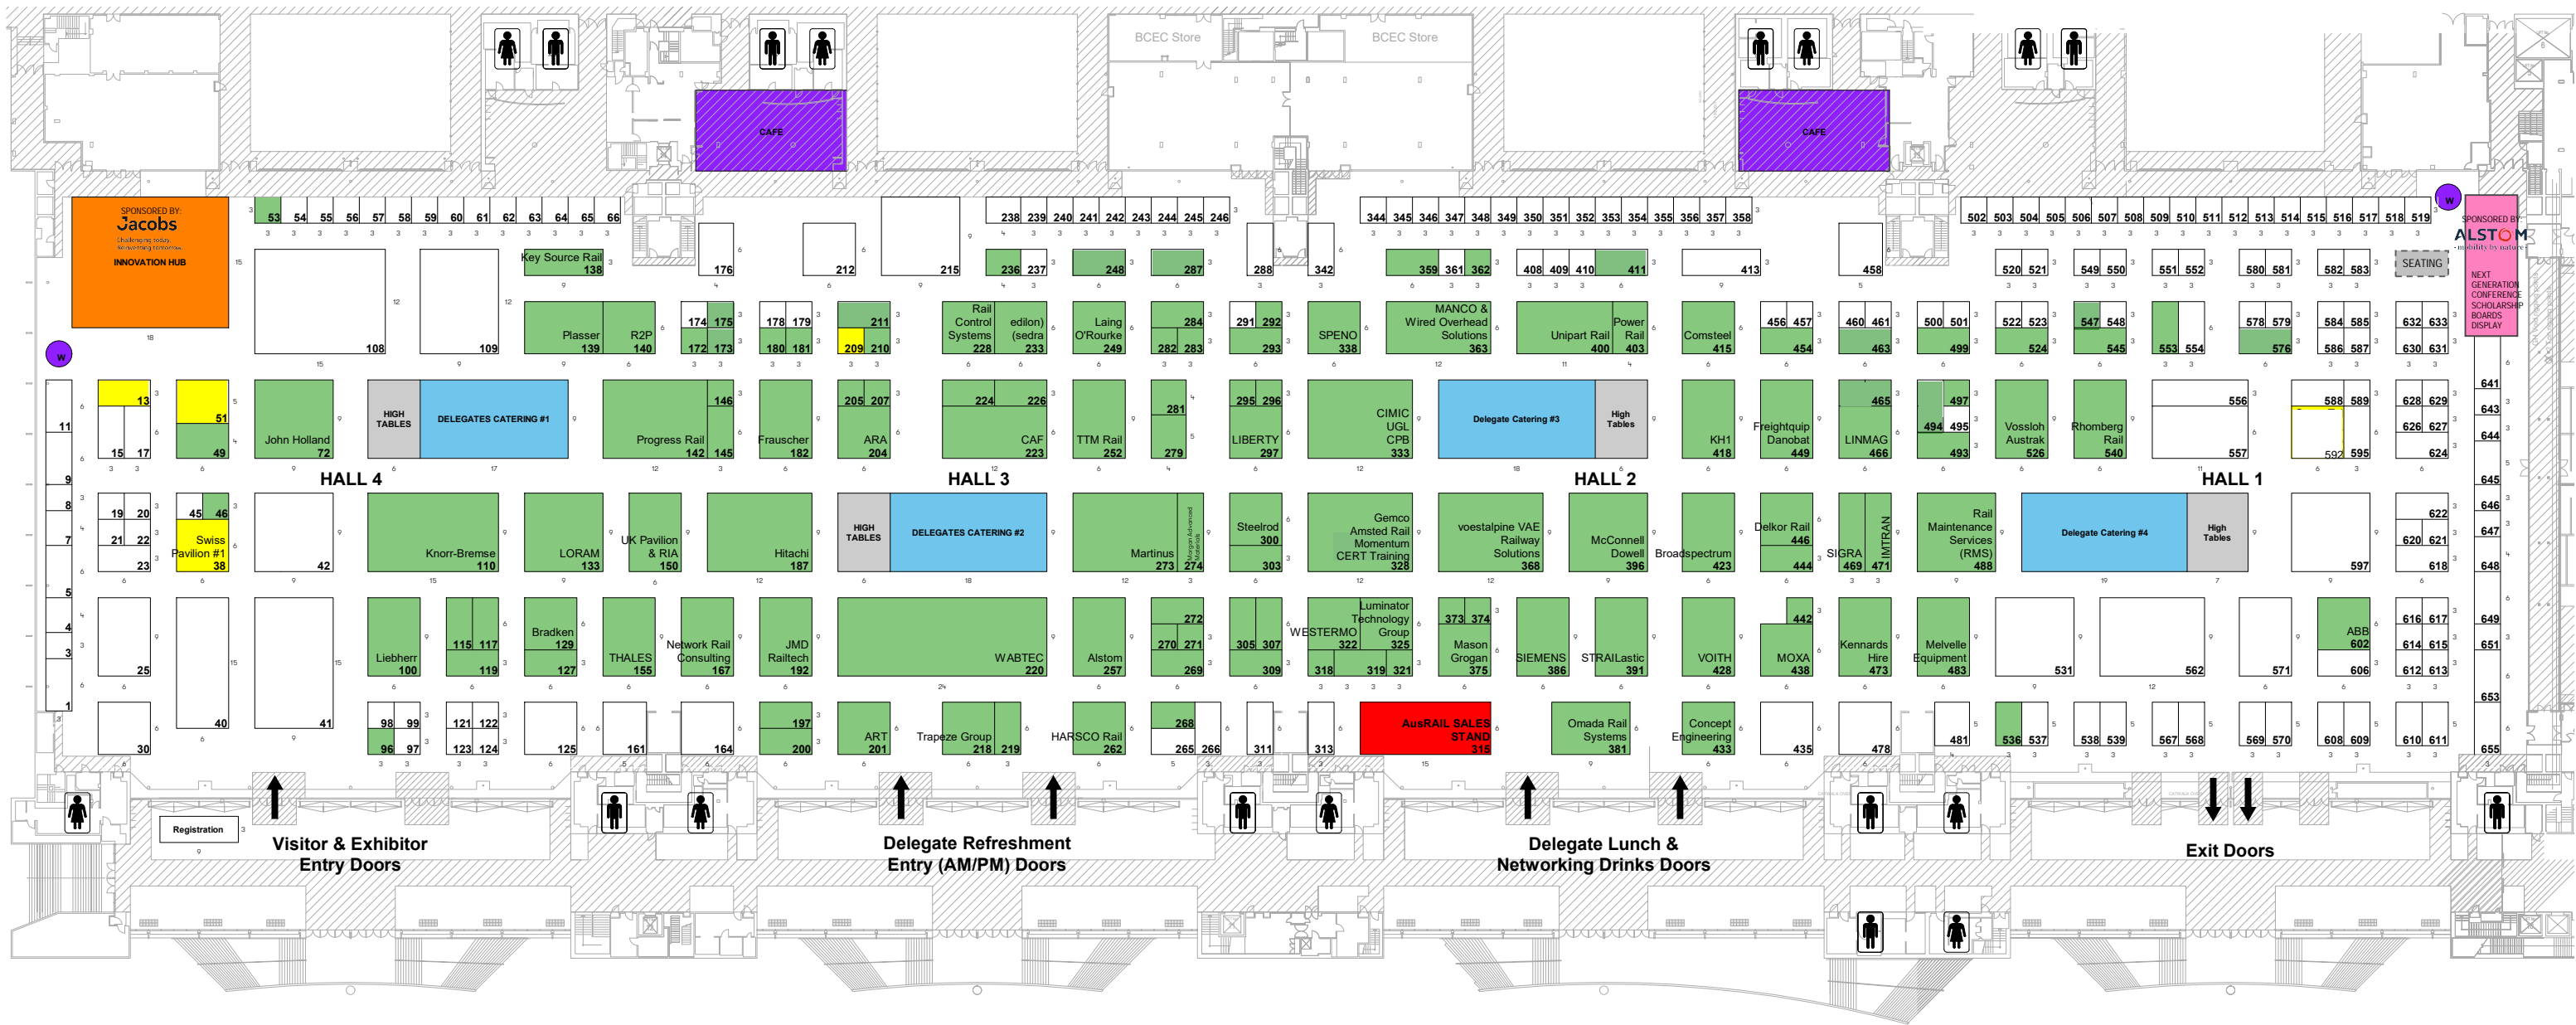 BCEC Store
BCEC Store
CAFE
CAFE
SPONSORED BY:
Jacobs
Challenging today.
Reinventing tomorrow.
INNOVATION HUB
W
SPONSORED BY:
ALSTOM
mobility by nature
NEXT
GENERATION
CONFERENCE
SCHOLARSHIP
BOARDS
DISPLAY
W
SEATING
53 54 55 56 57 58 59 60 61 62 63 64 65 66
238 239 240 241 242 243 244 245 246
344 345 346 347 348 349 350 351 352 353 354 355 356 357 358
502 503 504 505 506 507 508 509 510 511 512 513 514 515 516 517 518 519
108
109
Key Source Rail
138
176
212
215
236 237
248
287
288
342
359 361 362
408 409 410 411
413
458
520 521
549 550
551 552
580 581
582 583
Plasser
139
R2P
140
174 175
172 173
178 179
180 181
211
209 210
Rail
Control
Systems
228
edilon)
(sedra
233
Laing
O'Rourke
249
284
282 283
291 292
293
SPENO
338
MANCO &
Wired Overhead
Solutions
363
Unipart Rail
400
Power
Rail
403
Comsteel
415
456 457
454
460 461
463
500 501
499
522 523
524
547 548
545
553 554
578 579
576
584 585
586 587
632 633
630 631
11
9
8
7
5
4
3
1
13
15 17
51
49
John Holland
72
HIGH
TABLES
DELEGATES CATERING #1
Progress Rail
142 145
146
Frauscher
182
205 207
ARA
204
224 226
CAF
223
TTM Rail
252
281
279
295 296
LIBERTY
297
CIMIC
UGL
CPB
333
Delegate Catering #3
High
Tables
KH1
418
Freightquip
Danobat
449
465
LINMAG
466
497
494 495
493
Vossloh
Austrak
526
Rhomberg
Rail
540
556
557
588 589
592 595
628 629
626 627
624
641
643
644
645
646
647
648
649
651
653
655
HALL 4
HALL 3
HALL 2
HALL 1
19 20
21 22
23
45 46
Swiss
Pavilion #1
38
42
Knorr-Bremse
110
LORAM
133
UK Pavilion
& RIA
150
Hitachi
187
HIGH
TABLES
DELEGATES CATERING #2
Martinus
273
Morgan Advanced
Materials
274
Steelrod
300
303
Gemco
Amsted Rail
Momentum
CERT Training
328
voestalpine VAE
Railway
Solutions
368
McConnell
Dowell
396
Broadspectrum
423
Delkor Rail
446
444
SIGRA
469
IMTRAN
471
Rail
Maintenance
Services
(RMS)
488
Delegate Catering #4
High
Tables
597
622
620 621
618
25
40
41
Liebherr
100
115 117
119
Bradken
129
127
THALES
155
Network Rail
Consulting
167
JMD
Railtech
192
WABTEC
220
Alstom
257
272
270 271
269
305 307
309
WESTERMO
322
Luminator
Technology
Group
325
318 319 321
373 374
Mason
Grogan
375
SIEMENS
386
STRAILastic
391
VOITH
428
442
MOXA
438
Kennards
Hire
473
Melvelle
Equipment
483
531
562
571
ABB
602
606
616 617
614 615
612 613
30
98 99
96 97
121 122
123 124
125
161
164
197
200
ART
201
Trapeze Group
218 219
HARSCO Rail
262
268
265 266
311
313
AusRAIL SALES
STAND
315
Omada Rail
Systems
381
Concept
Engineering
433
435
478
481
536 537
538 539
567 568
569 570
608 609
610 611
Registration
Visitor & Exhibitor
Entry Doors
Delegate Refreshment
Entry (AM/PM) Doors
Delegate Lunch &
Networking Drinks Doors
Exit Doors